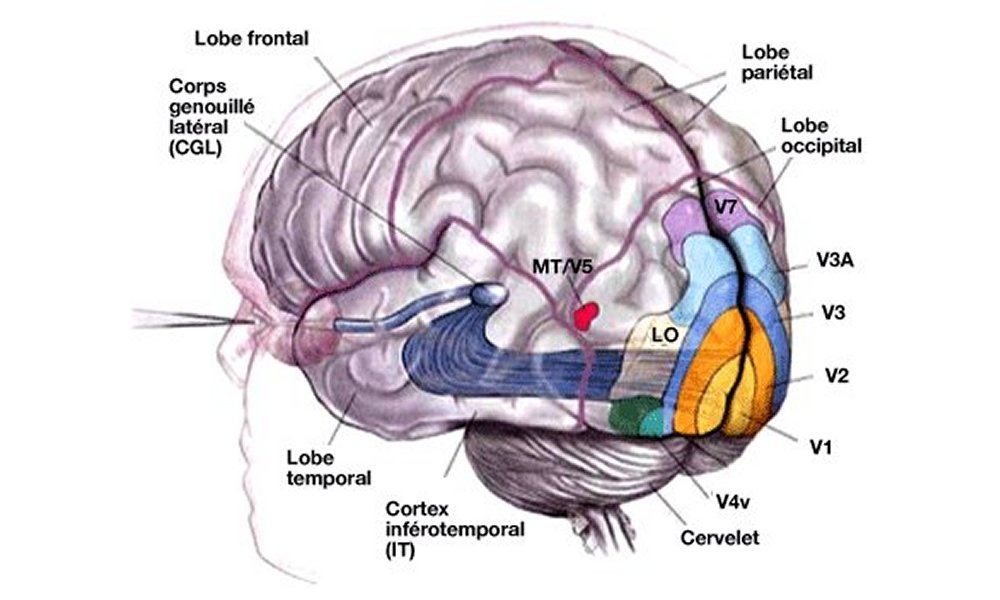 Lobe frontal
Lobe
pariétal
Corps
genouillé
latéral
(CGL)
Lobe
occipital
V7
MT/V5
V3A
V3
LO
V2
V1
Lobe
temporal
V4v
Cortex
inférotemporal
(IT)
Cervelet